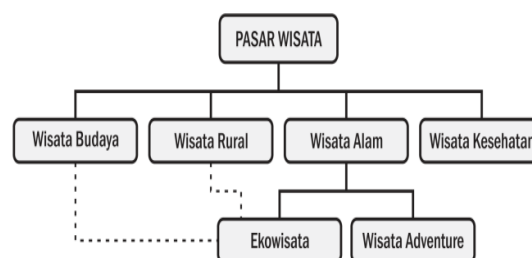 PASAR WISATA
Wisata Budaya
Wisata Rural
Wisata Alam
Wisata Kesehatan
Ekowisata
Wisata Adventure